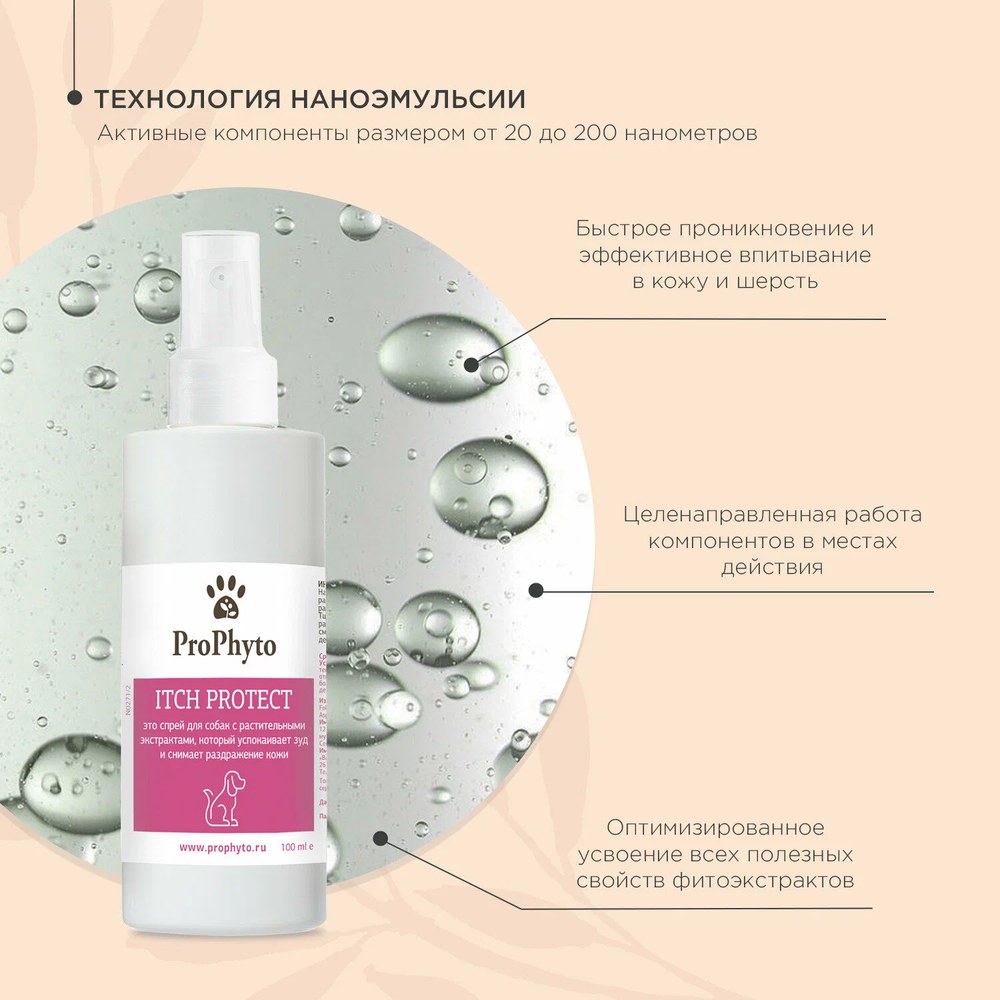 ТЕХНОЛОГИЯ НАНОЭМУЛЬСИИ
Активные компоненты размером от 20 до 200 нанометров
Быстрое проникновение и
эффективное впитывание
в кожу и шерсть
Целенаправленная работа
компонентов в местах
действия
Оптимизированное
усвоение всех полезных
свойств фитоэкстрактов
ProPhyto
ITCH PROTECT
это спрей для собак с растительными
экстрактами, который успокаивает зуд
и снимает раздражение кожи
www.prophyto.ru 100 ml e
N0271/2